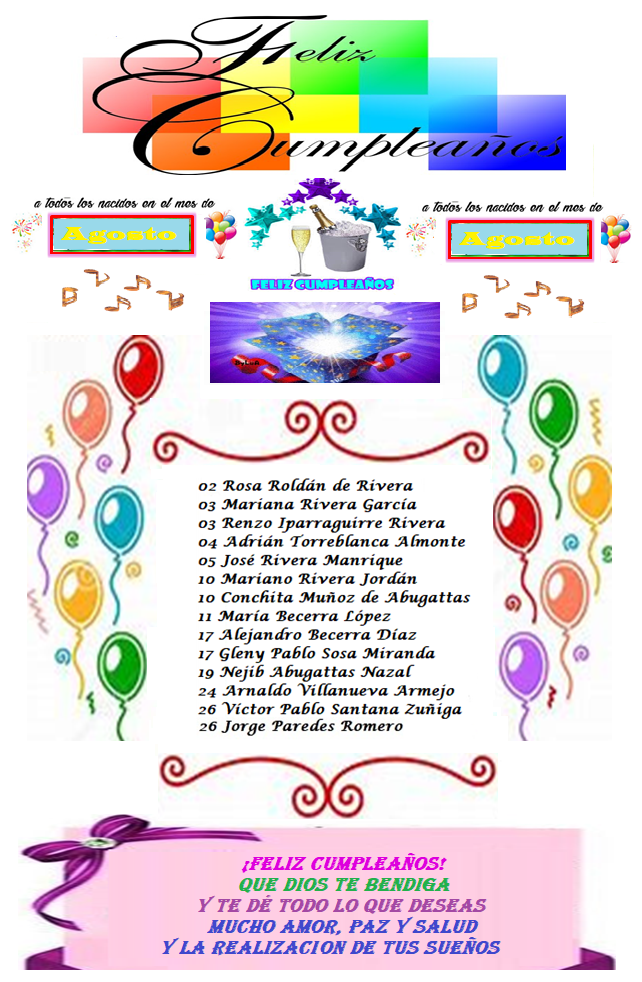 Feliz
Cumpleaños
a Todos los nacidos en el mes de
Agosto
a Todos los nacidos en el mes de
Agosto
FELIZ CUMPLEAÑOS
02 Rosa Roldán de Rivera
03 Mariana Rivera García
03 Renzo Iparraguirre Rivera
04 Adrián Torreblanca Almonte
05 José Rivera Manrique
10 Mariano Rivera Jordán
10 Conchita Muñoz de Abugattas
11 María Becerra López
17 Alejandro Becerra Díaz
17 Gleny Pablo Sosa Miranda
19 Nejib Abugattas Nazal
24 Arnaldo Villanueva Armejo
26 Víctor Pablo Santana Zuñiga
26 Jorge Paredes Romero
¡FELIZ CUMPLEAÑOS!
QUE DIOS TE BENDIGA
Y TE DÉ TODO LO QUE DESEAS
MUCHO AMOR, PAZ Y SALUD
Y LA REALIZACION DE TUS SUEÑOS